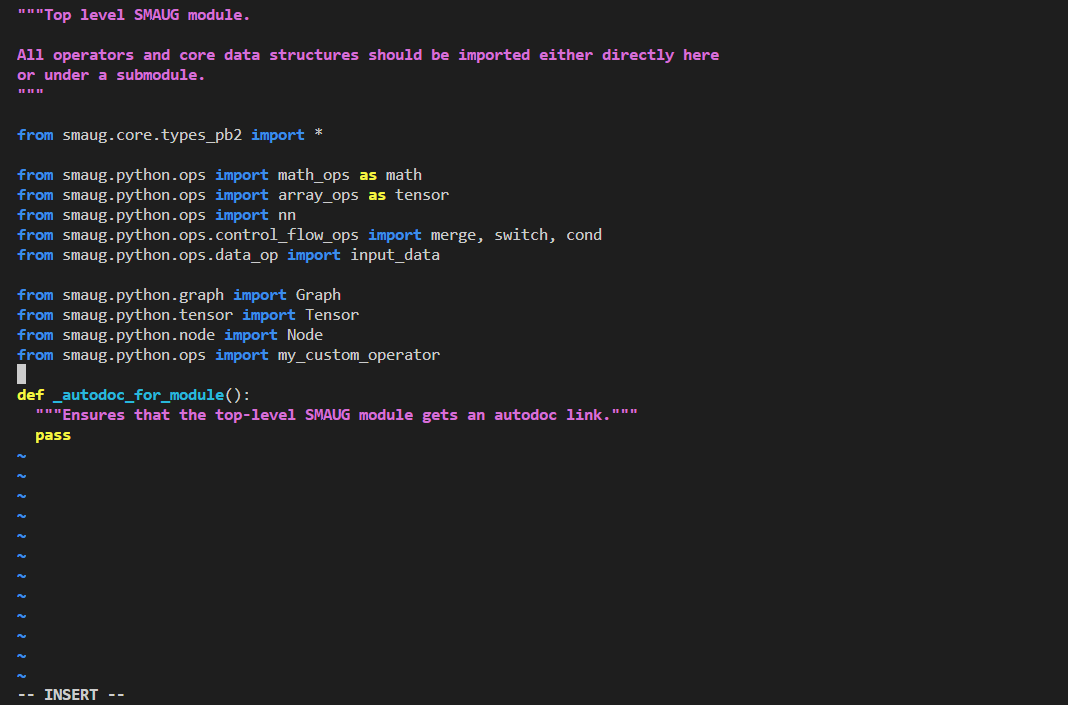 """Top level SMAUG module.
All operators and core data structures should be imported either directly here
or under a submodule.
"""
from smaug.core.types_pb2 import *
from smaug.python.ops import math_ops as math
from smaug.python.ops import array_ops as tensor
from smaug.python.ops import nn
from smaug.python.ops.control_flow_ops import merge, switch, cond
from smaug.python.ops.data_op import input_data
from smaug.python.graph import Graph
from smaug.python.tensor import Tensor
from smaug.python.node import Node
from smaug.python.ops import my_custom_operator
def _autodoc_for_module():
  """Ensures that the top-level SMAUG module gets an autodoc link."""
  pass
~
~
~
~
~
~
~
~
~
~
~
~
-- INSERT --